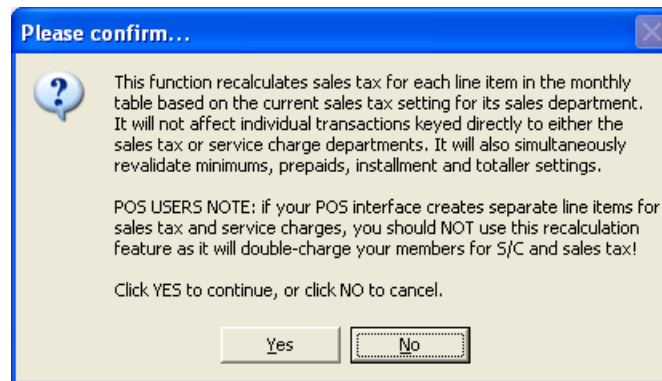 Please confirm...
This function recalculates sales tax for each line item in the monthly
table based on the current sales tax setting for its sales department.
It will not affect individual transactions keyed directly to either the
sales tax or service charge departments. It will also simultaneously
revalidate minimums, prepaids, installment and totaller settings.
POS USERS NOTE: if your POS interface creates separate line items for
sales tax and service charges, you should NOT use this recalculation
feature as it will double-charge your members for S/C and sales tax!
Click YES to continue, or click NO to cancel.
Yes
No